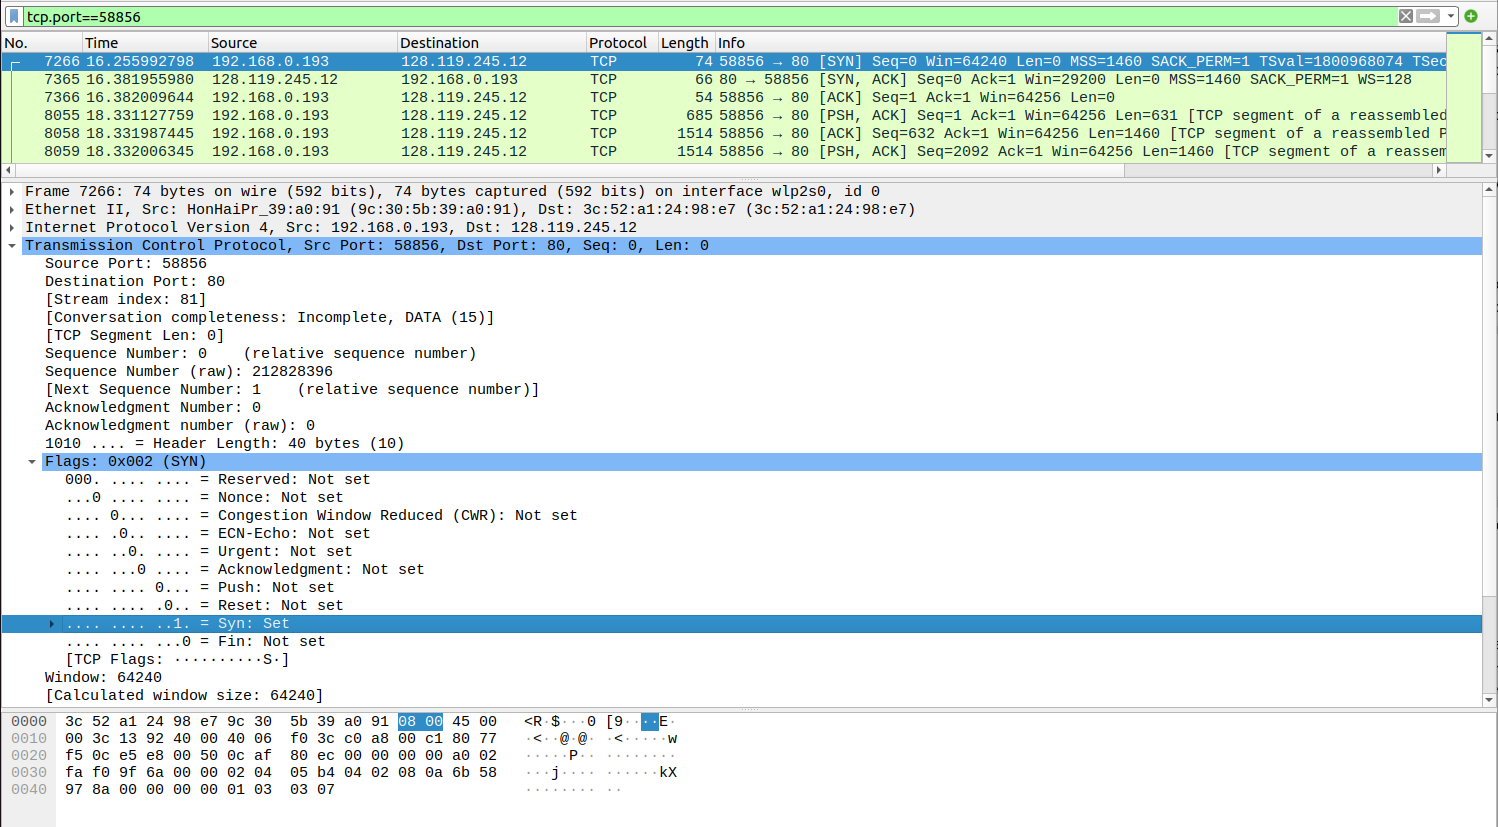 tcp.port==58856
No. Time Source Destination Protocol Length Info
7266 16.255992798 192.168.0.193 128.119.245.12 TCP 74 58856 → 80 [SYN] Seq=0 Win=64240 Len=0 MSS=1460 SACK_PERM=1 TSval=1800968074 TSec
7365 16.381955980 128.119.245.12 192.168.0.193 TCP 66 80 → 58856 [SYN, ACK] Seq=0 Ack=1 Win=29200 Len=0 MSS=1460 SACK_PERM=1 WS=128
7366 16.382009644 192.168.0.193 128.119.245.12 TCP 54 58856 → 80 [ACK] Seq=1 Ack=1 Win=64256 Len=0
8055 18.331127759 192.168.0.193 128.119.245.12 TCP 685 58856 → 80 [PSH, ACK] Seq=1 Ack=1 Win=64256 Len=631 [TCP segment of a reassembled
8058 18.331987445 192.168.0.193 128.119.245.12 TCP 1514 58856 → 80 [ACK] Seq=632 Ack=1 Win=64256 Len=1460 [TCP segment of a reassembled P
8059 18.332006345 192.168.0.193 128.119.245.12 TCP 1514 58856 → 80 [PSH, ACK] Seq=2092 Ack=1 Win=64256 Len=1460 [TCP segment of a reassem
Frame 7266: 74 bytes on wire (592 bits), 74 bytes captured (592 bits) on interface wlp2s0, id 0
Ethernet II, Src: HonHaiPr_39:a0:91 (9c:30:5b:39:a0:91), Dst: 3c:52:a1:24:98:e7 (3c:52:a1:24:98:e7)
Internet Protocol Version 4, Src: 192.168.0.193, Dst: 128.119.245.12
Transmission Control Protocol, Src Port: 58856, Dst Port: 80, Seq: 0, Len: 0
Source Port: 58856
Destination Port: 80
[Stream index: 81]
[Conversation completeness: Incomplete, DATA (15)]
[TCP Segment Len: 0]
Sequence Number: 0    (relative sequence number)
Sequence Number (raw): 212828396
[Next Sequence Number: 1    (relative sequence number)]
Acknowledgment Number: 0
Acknowledgment number (raw): 0
1010 .... = Header Length: 40 bytes (10)
Flags: 0x002 (SYN)
000. .... .... = Reserved: Not set
...0 .... .... = Nonce: Not set
.... 0... .... = Congestion Window Reduced (CWR): Not set
.... .0.. .... = ECN-Echo: Not set
.... ..0. .... = Urgent: Not set
.... ...0 .... = Acknowledgment: Not set
.... .... 0... = Push: Not set
.... .... .0.. = Reset: Not set
.... .... ..1. = Syn: Set
.... .... ...0 = Fin: Not set
[TCP Flags: ··········S·]
Window: 64240
[Calculated window size: 64240]
0000 3c 52 a1 24 98 e7 9c 30 5b 39 a0 91 08 00 45 00 <R·$···0 [9····E·
0010 00 3c 13 92 40 00 40 06 f0 3c c0 a8 00 c1 80 77 ·<··@·@· ·<·····w
0020 f5 0c e5 e8 00 50 0c af 80 ec 00 00 00 00 a0 02 ·····P·· ········
0030 fa f0 9f 6a 00 00 02 04 05 b4 04 02 08 0a 6b 58 ···j···· ······kX
0040 97 8a 00 00 00 00 01 03 03 07 ········ ··